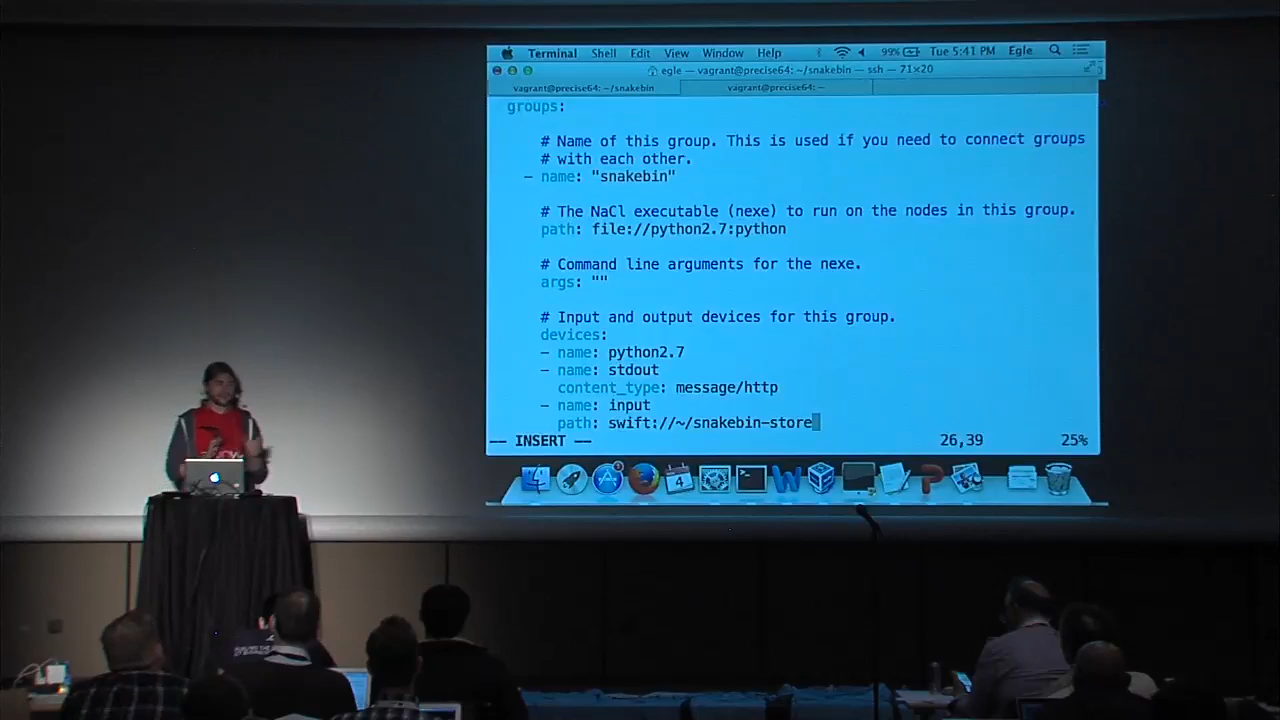 Terminal Shell Edit View Window Help 99% Tue 5:41 PM Egle
egle — vagrant@precise64: ~/snakebin — ssh — 71×20
vagrant@precise64: ~/snakebin vagrant@precise64: ~
groups:
# Name of this group. This is used if you need to connect groups
# with each other.
- name: "snakebin"
# The NaCl executable (nexe) to run on the nodes in this group.
path: file://python2.7:python
# Command line arguments for the nexe.
args: ""
# Input and output devices for this group.
devices:
- name: python2.7
- name: stdout
content_type: message/http
- name: input
path: swift://~/snakebin-store
-- INSERT -- 26,39 25%